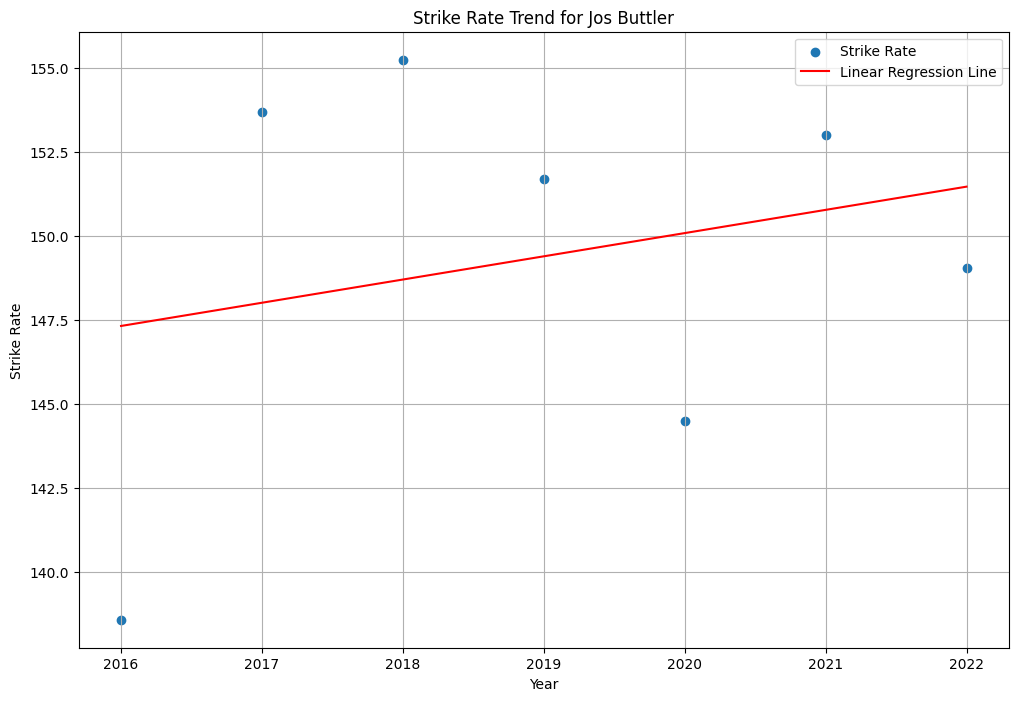 Strike Rate Trend for Jos Buttler
Strike Rate
Linear Regression Line
155.0
152.5
150.0
147.5
145.0
142.5
140.0
Strike Rate
2016 2017 2018 2019 2020 2021 2022
Year